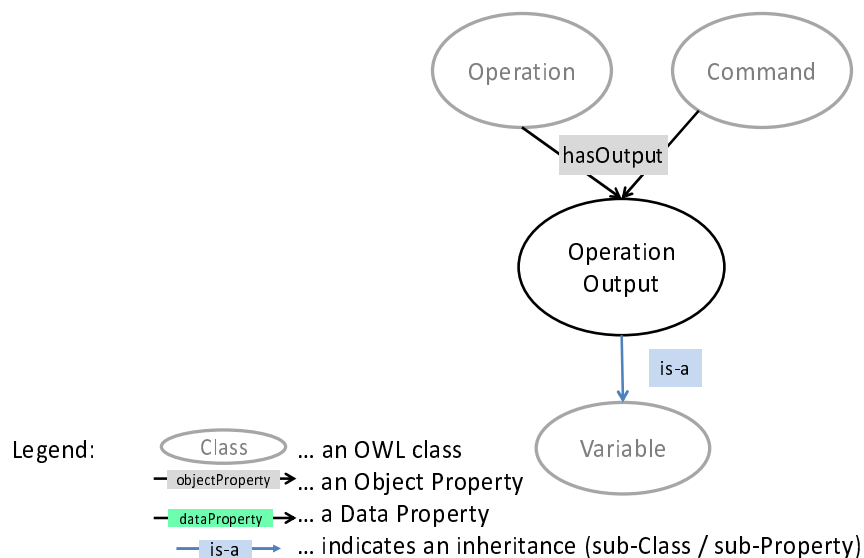 Operation
Command
hasOutput
Operation
Output
is-a
Variable
Legend:
Class
... an OWL class
objectProperty
... an Object Property
dataProperty
... a Data Property
is-a
... indicates an inheritance (sub-Class / sub-Property)